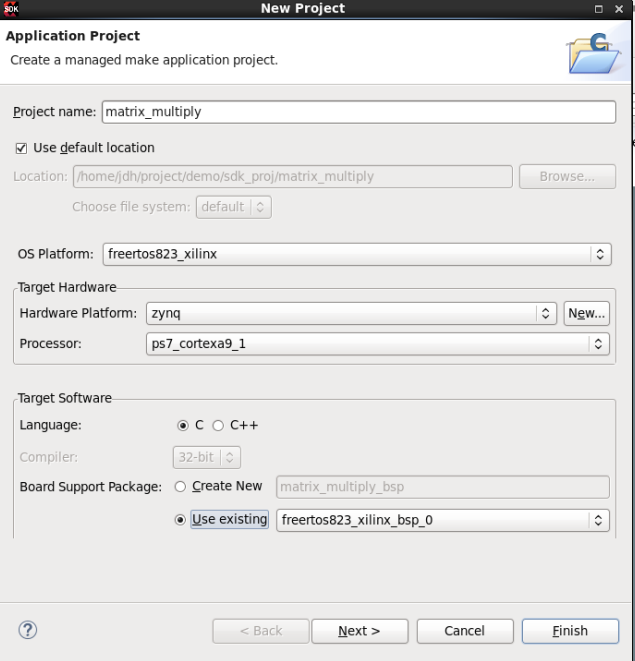 SDK New Project
Application Project
Create a managed make application project.
C
Project name: matrix_multiply
Use default location
Location: /home/jdh/project/demo/sdk_proj/matrix_multiply Browse...
Choose file system: default
OS Platform: freertos823_xilinx
Target Hardware
Hardware Platform: zynq New...
Processor: ps7_cortexa9_1
Target Software
Language: C C++
Compiler: 32-bit
Board Support Package: Create New matrix_multiply_bsp
Use existing freertos823_xilinx_bsp_0
? < Back Next > Cancel Finish